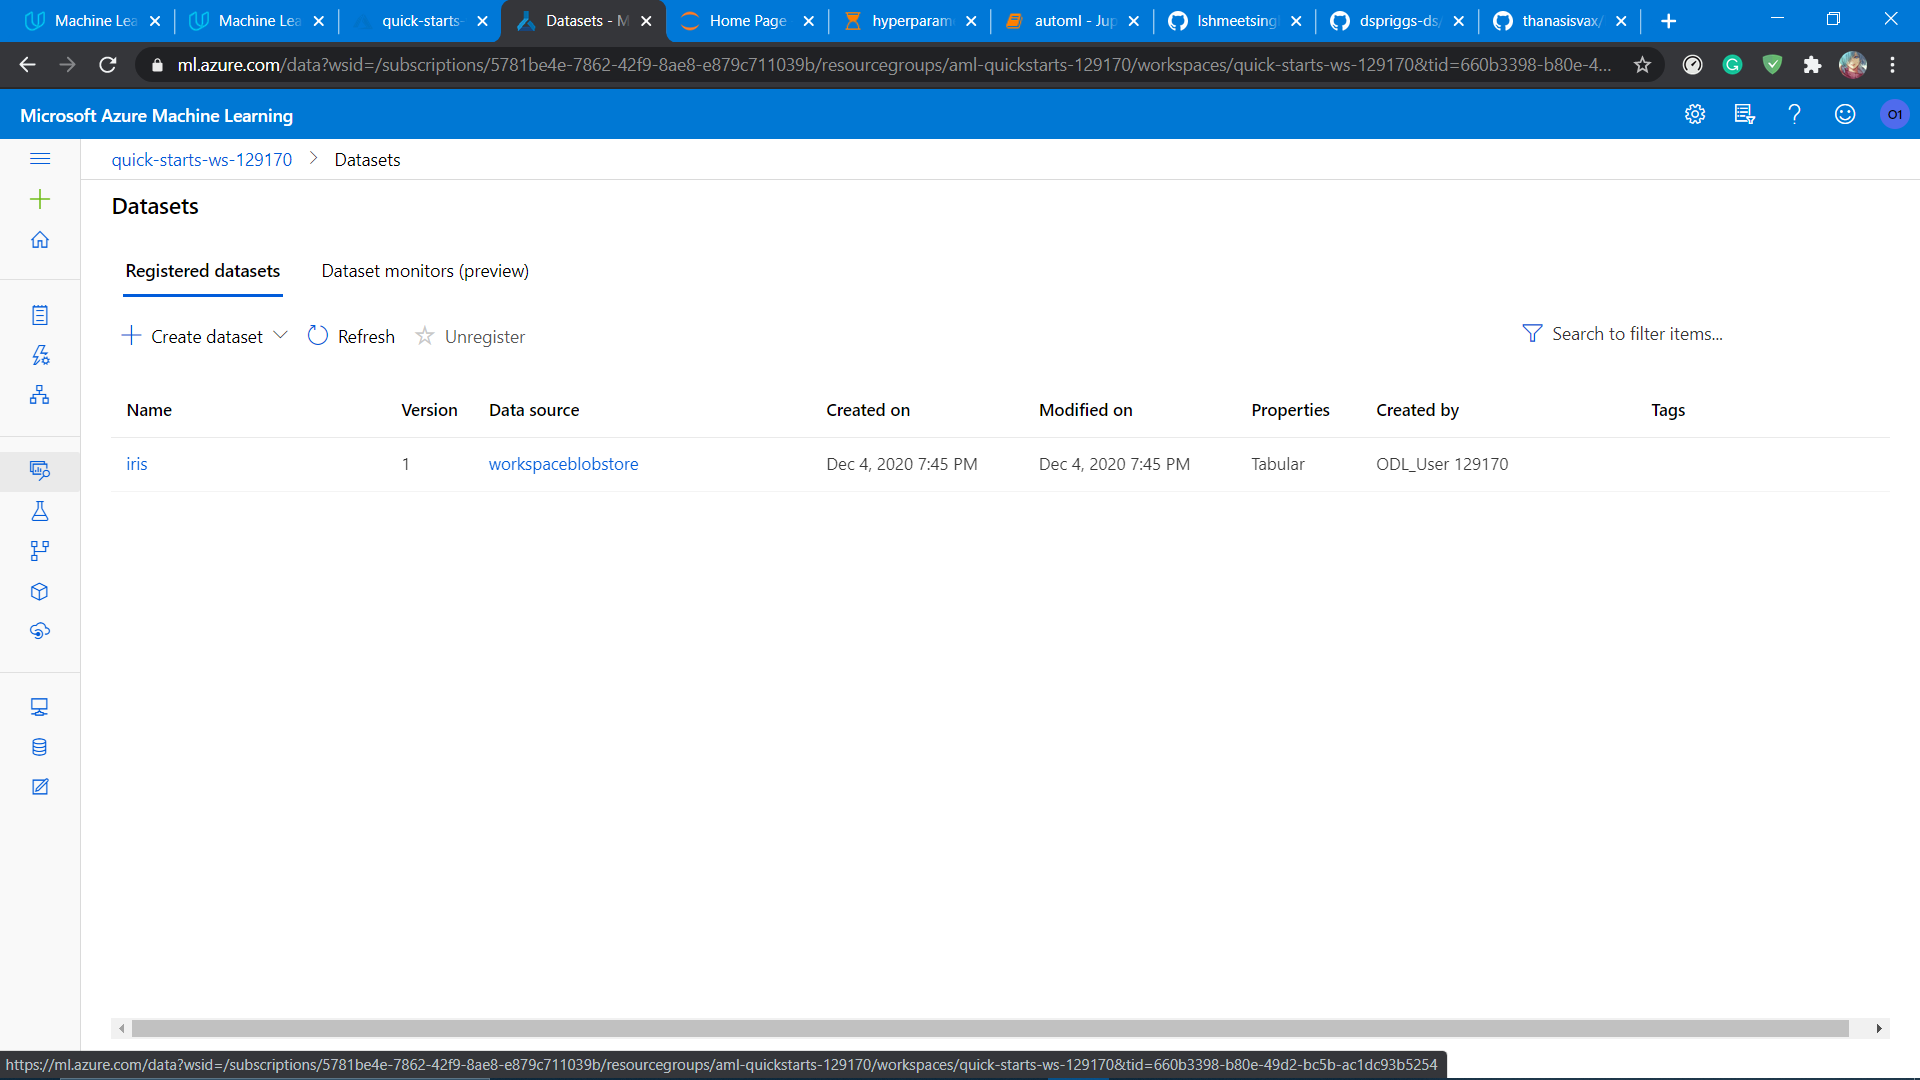 Machine Lea
Machine Lea
quick-starts-
Datasets - M
Home Page
hyperparam
automl - Jup
Ishmeetsing
dspriggs-ds/
thanasisvax/
ml.azure.com/data?wsid=/subscriptions/5781be4e-7862-42f9-8ae8-e879c711039b/resourcegroups/aml-quickstarts-129170/workspaces/quick-starts-ws-129170&tid=660b3398-b80e-4...
Microsoft Azure Machine Learning
O1
quick-starts-ws-129170 > Datasets
Datasets
Registered datasets
Dataset monitors (preview)
Create dataset
Refresh
Unregister
Search to filter items...
Name Version Data source Created on Modified on Properties Created by Tags
iris 1 workspaceblobstore Dec 4, 2020 7:45 PM Dec 4, 2020 7:45 PM Tabular ODL_User 129170
https://ml.azure.com/data?wsid=/subscriptions/5781be4e-7862-42f9-8ae8-e879c711039b/resourcegroups/aml-quickstarts-129170/workspaces/quick-starts-ws-129170&tid=660b3398-b80e-49d2-bc5b-ac1dc93b5254